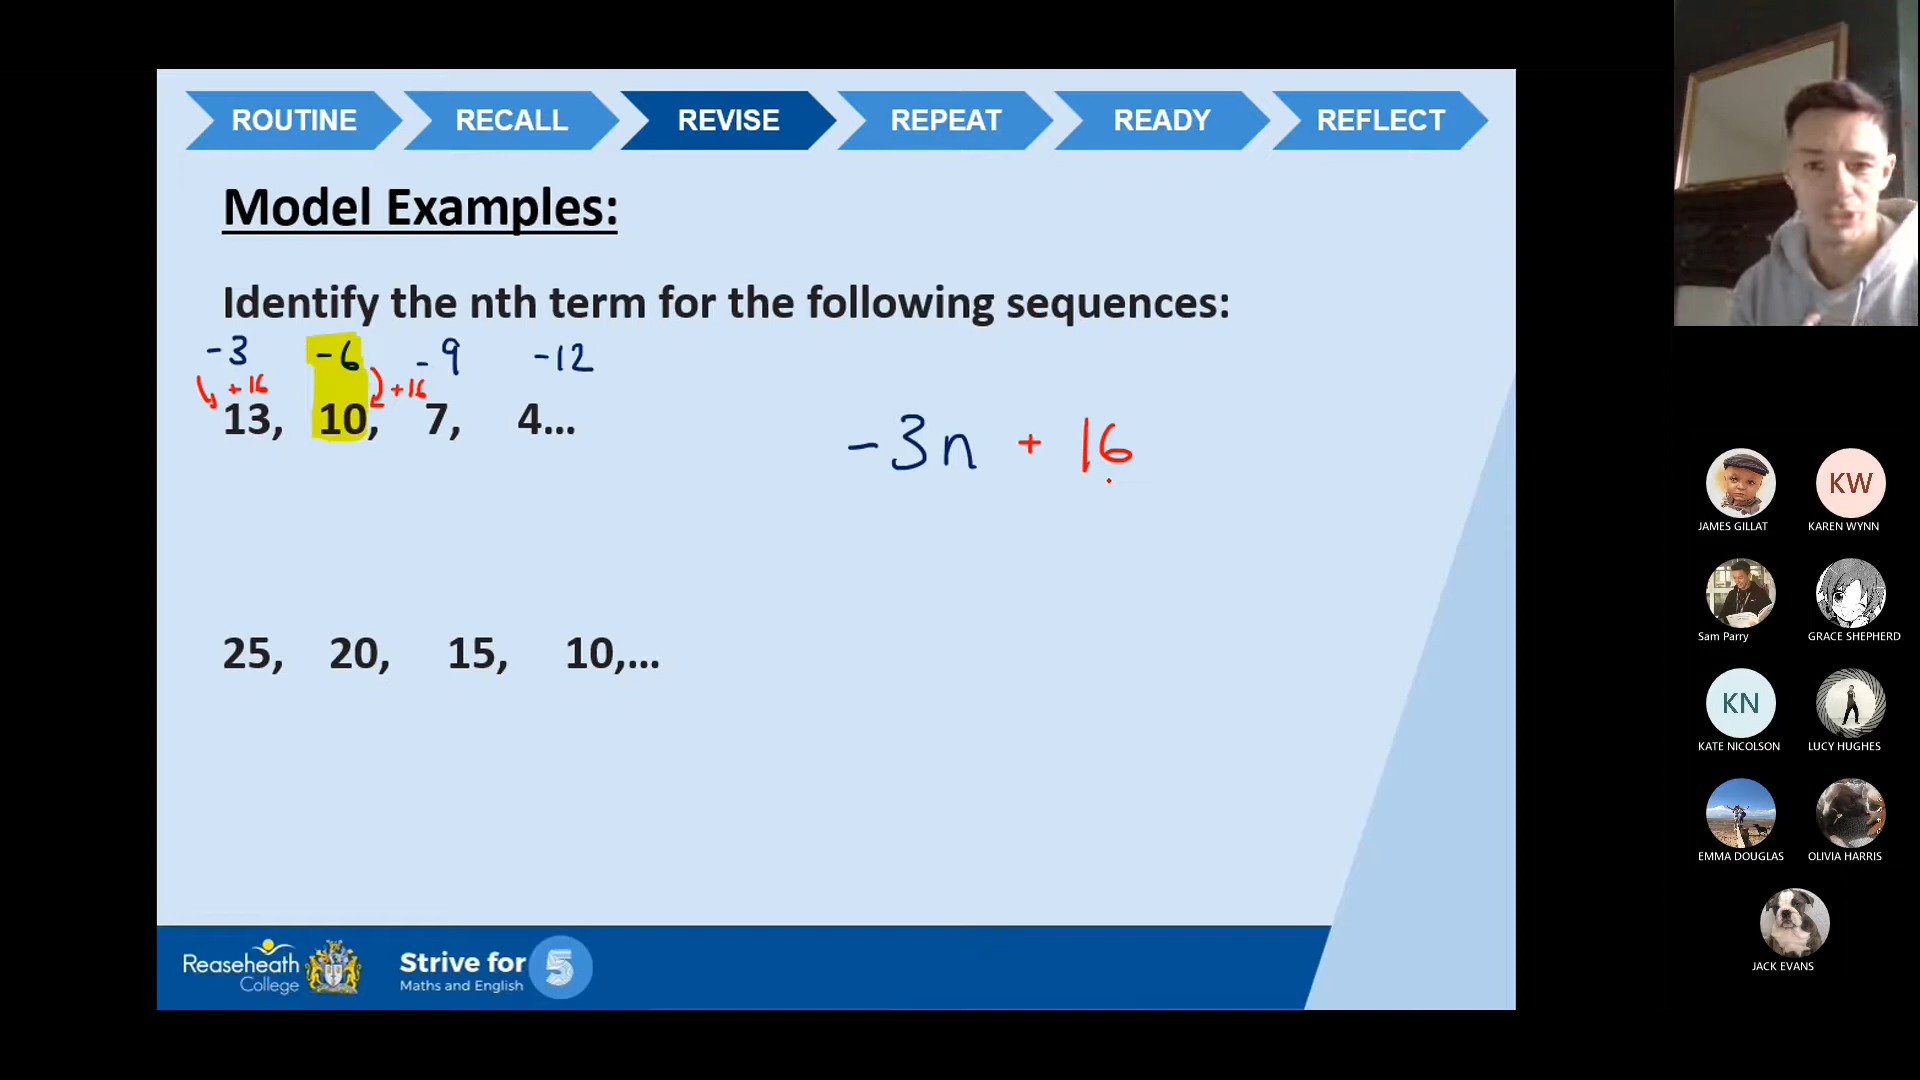 ROUTINE RECALL REVISE REPEAT READY REFLECT
Model Examples:
Identify the nth term for the following sequences:
-3 -6 -9 -12
+16 +16
13, 10, 7, 4...
-3n + 16
25, 20, 15, 10,...
Reaseheath
College
Strive for 5
Maths and English
KW
JAMES GILLAT KAREN WYNN
Sam Parry GRACE SHEPHERD
KN
KATE NICOLSON LUCY HUGHES
EMMA DOUGLAS OLIVIA HARRIS
JACK EVANS